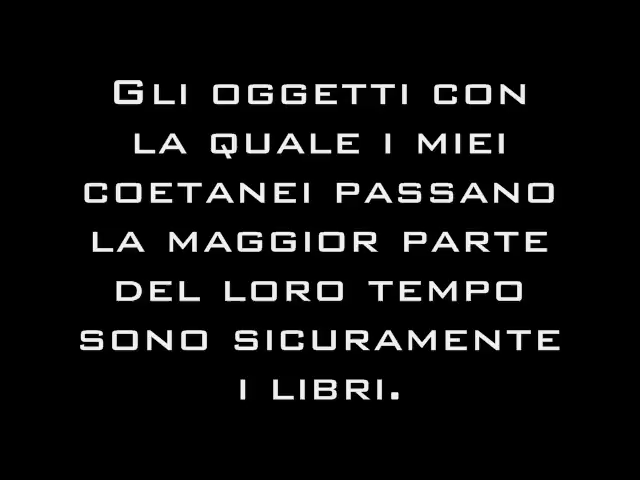 Gli oggetti con
la quale i miei
coetanei passano
la maggior parte
del loro tempo
sono sicuramente
i libri.